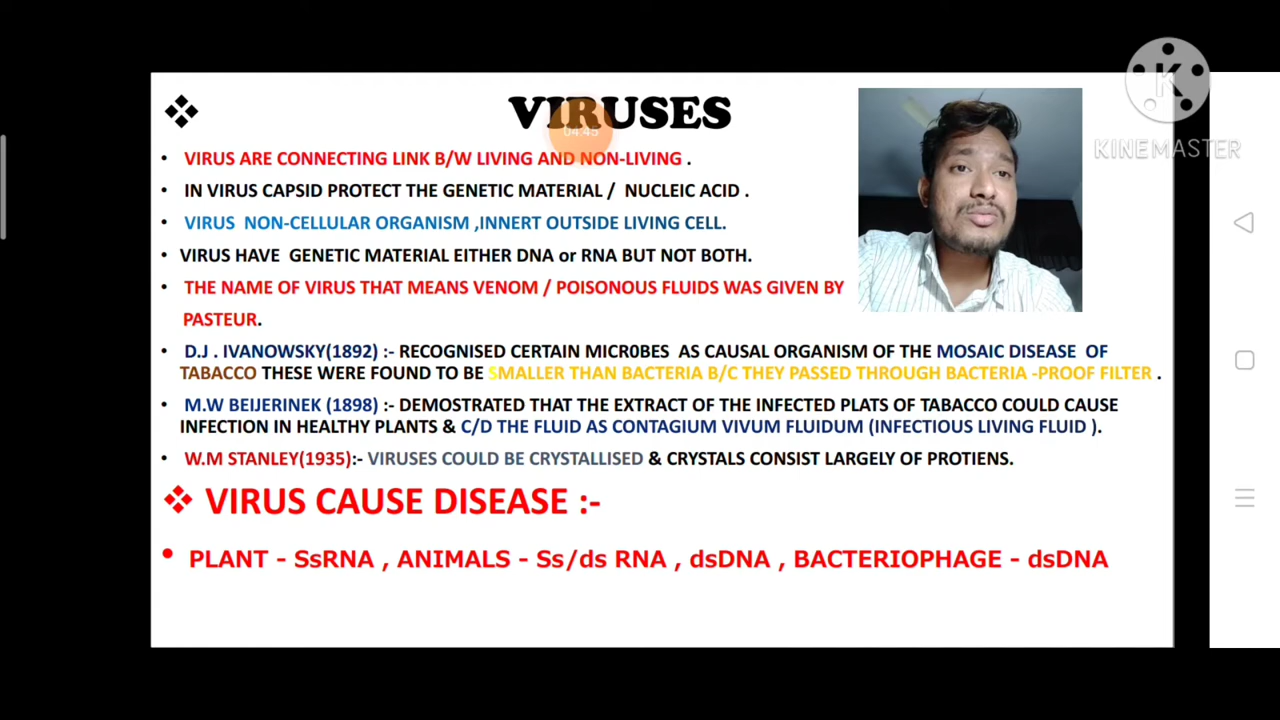 ❖ VIRUSES
04:45
KINEMASTER
• VIRUS ARE CONNECTING LINK B/W LIVING AND NON-LIVING .
• IN VIRUS CAPSID PROTECT THE GENETIC MATERIAL / NUCLEIC ACID .
• VIRUS NON-CELLULAR ORGANISM ,INNERT OUTSIDE LIVING CELL.
VIRUS HAVE GENETIC MATERIAL EITHER DNA or RNA BUT NOT BOTH.
• THE NAME OF VIRUS THAT MEANS VENOM / POISONOUS FLUIDS WAS GIVEN BY
PASTEUR.
• D.J . IVANOWSKY(1892) :- RECOGNISED CERTAIN MICR0BES AS CAUSAL ORGANISM OF THE MOSAIC DISEASE OF
TABACCO THESE WERE FOUND TO BE SMALLER THAN BACTERIA B/C THEY PASSED THROUGH BACTERIA -PROOF FILTER .
• M.W BEIJERINEK (1898) :- DEMOSTRATED THAT THE EXTRACT OF THE INFECTED PLATS OF TABACCO COULD CAUSE
INFECTION IN HEALTHY PLANTS & C/D THE FLUID AS CONTAGIUM VIVUM FLUIDUM (INFECTIOUS LIVING FLUID ).
• W.M STANLEY(1935):- VIRUSES COULD BE CRYSTALLISED & CRYSTALS CONSIST LARGELY OF PROTIENS.
❖ VIRUS CAUSE DISEASE :-
• PLANT - SsRNA , ANIMALS - Ss/ds RNA , dsDNA , BACTERIOPHAGE - dsDNA